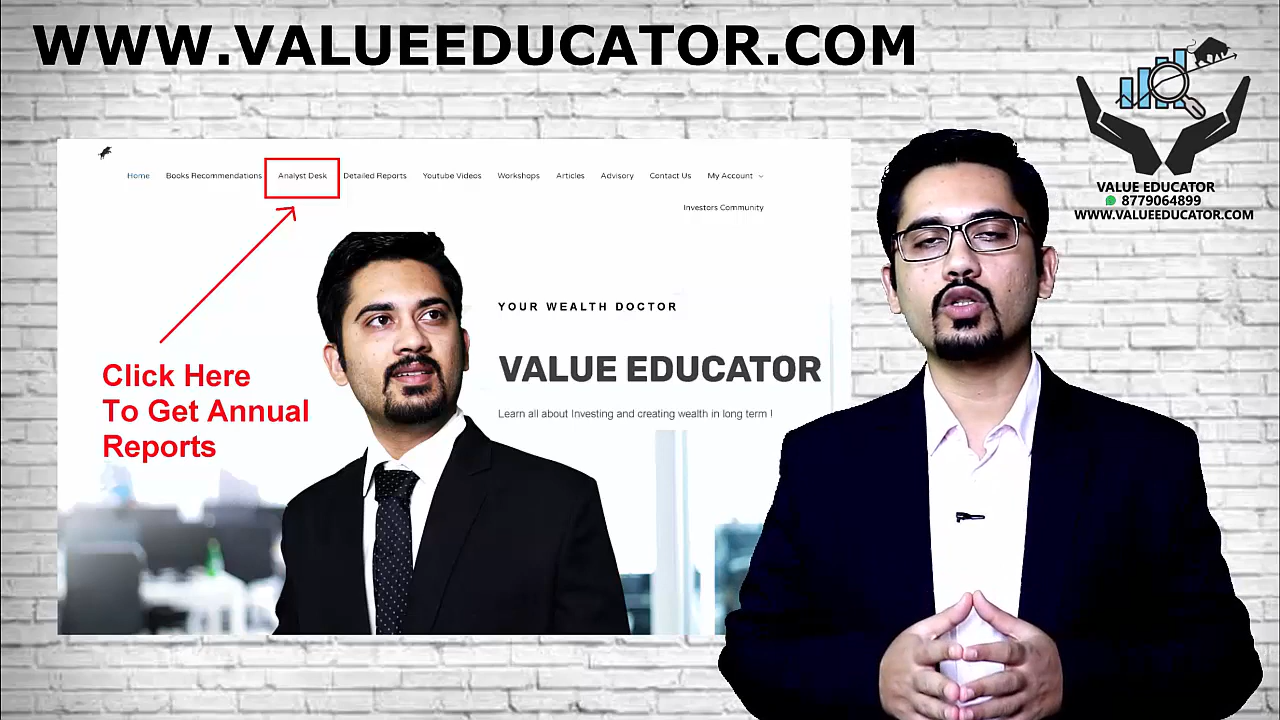 WWW.VALUEEDUCATOR.COM
VALUE EDUCATOR
8779064899
WWW.VALUEEDUCATOR.COM
Home Books Recommendations Analyst Desk Detailed Reports Youtube Videos Workshops Articles Advisory Contact Us My Account
Investors Community
YOUR WEALTH DOCTOR
VALUE EDUCATOR
Learn all about Investing and creating wealth in long term !
Click Here
To Get Annual
Reports